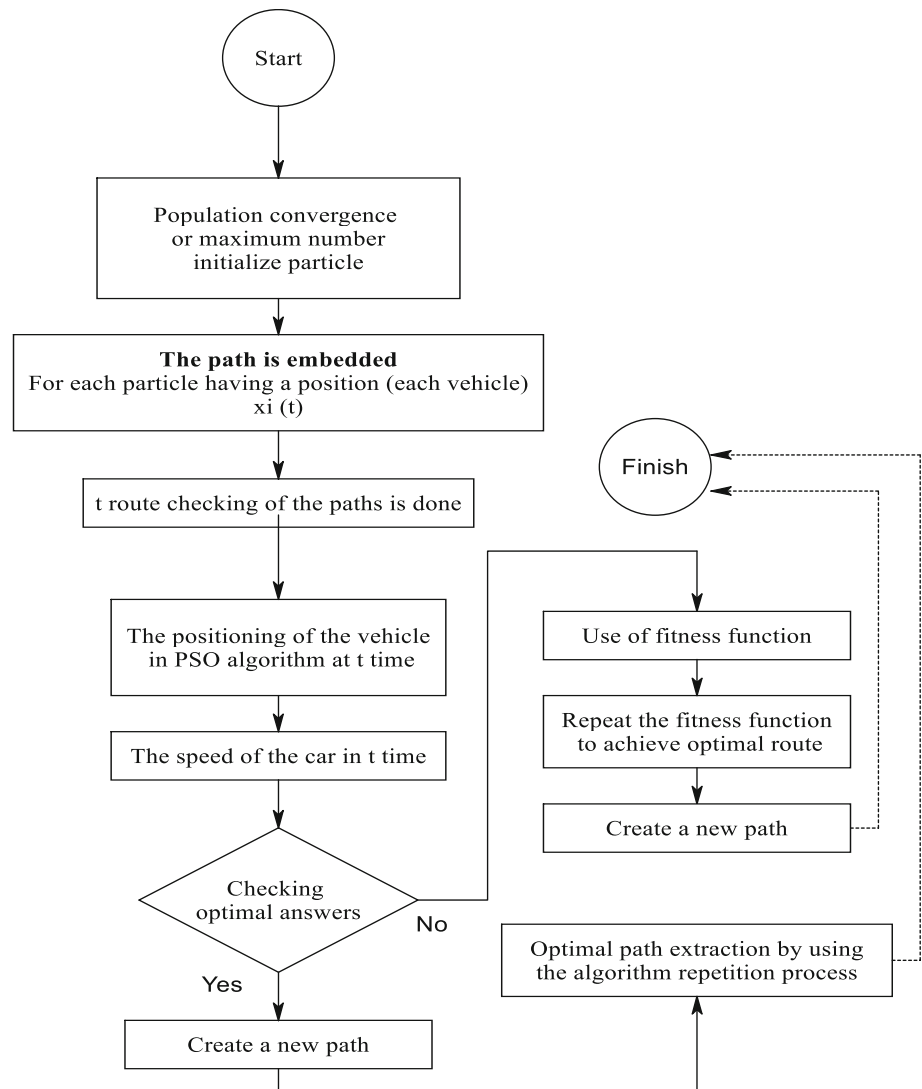 Start
Population convergence
or maximum number
initialize particle
The path is embedded
For each particle having a position (each vehicle)
xi (t)
t route checking of the paths is done
The positioning of the vehicle
in PSO algorithm at t time
The speed of the car in t time
Checking
optimal answers
No
Yes
Create a new path
Finish
Use of fitness function
Repeat the fitness function
to achieve optimal route
Create a new path
Optimal path extraction by using
the algorithm repetition process